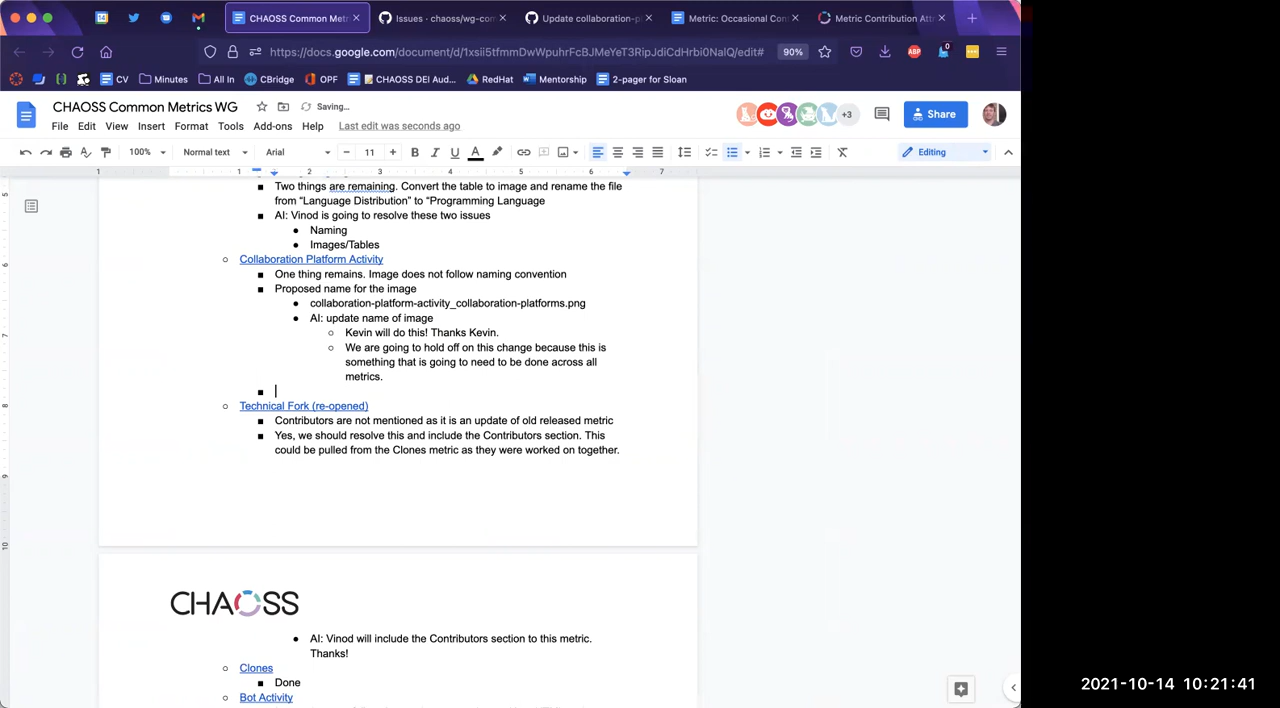 CHAOSS Common Metr
Issues · chaoss/wg-com
Update collaboration-p
Metric: Occasional Con
Metric Contribution Attr
https://docs.google.com/document/d/1xsii5tfmmDwWpuhrFcBJMeYeT3RipJdiCdHrbi0NalQ/edit#
90%
ABP
0
CV
Minutes
All In
CBridge
OPF
CHAOSS DEI Aud...
RedHat
Mentorship
2-pager for Sloan
CHAOSS Common Metrics WG
Saving...
+3
Share
File Edit View Insert Format Tools Add-ons Help Last edit was seconds ago
100% Normal text Arial 11 B I U A Editing
1 1 2 3 4 5 6 7
Two things are remaining. Convert the table to image and rename the file
from “Language Distribution” to “Programming Language
AI: Vinod is going to resolve these two issues
Naming
Images/Tables
Collaboration Platform Activity
One thing remains. Image does not follow naming convention
Proposed name for the image
collaboration-platform-activity_collaboration-platforms.png
AI: update name of image
Kevin will do this! Thanks Kevin.
We are going to hold off on this change because this is
something that is going to need to be done across all
metrics.
Technical Fork (re-opened)
Contributors are not mentioned as it is an update of old released metric
Yes, we should resolve this and include the Contributors section. This
could be pulled from the Clones metric as they were worked on together.
CHAOSS
AI: Vinod will include the Contributors section to this metric.
Thanks!
Clones
Done
Bot Activity
2021-10-14 10:21:41